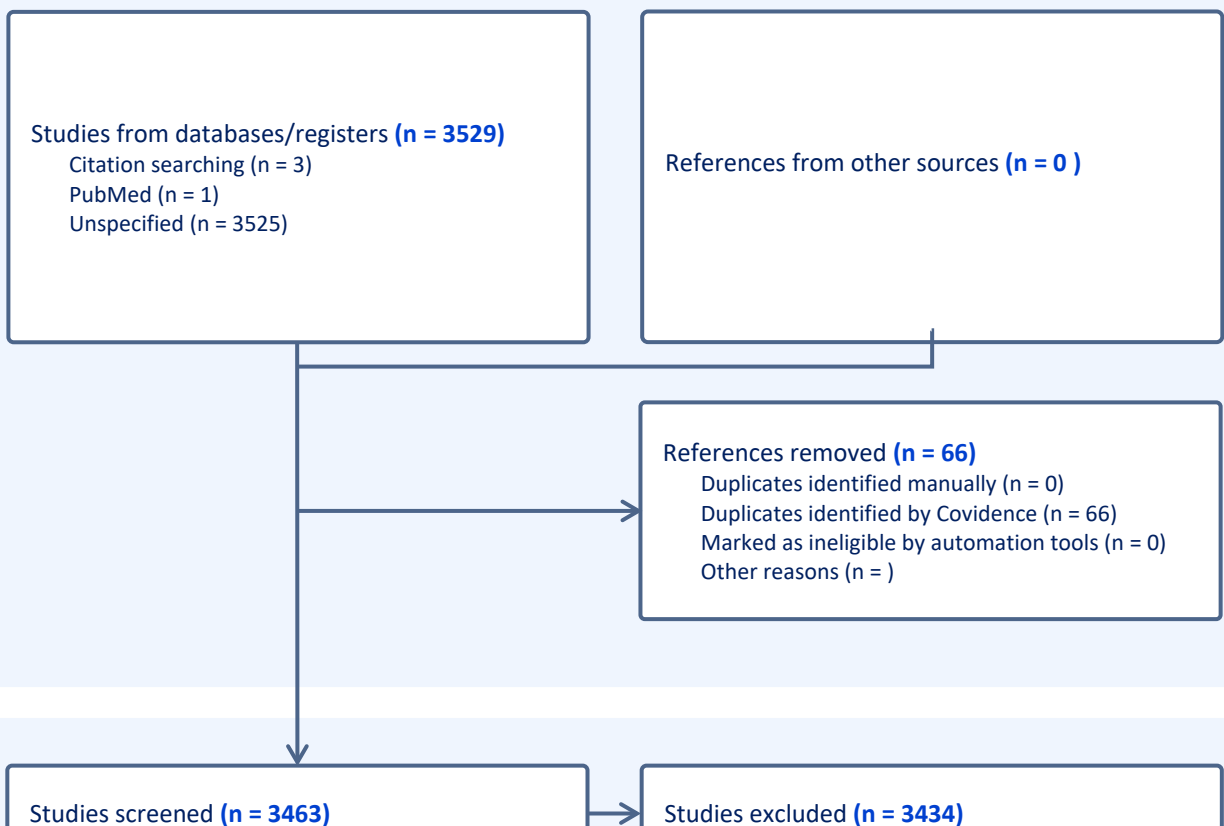 Studies from databases/registers (n = 3529)
Citation searching (n = 3)
PubMed (n = 1)
Unspecified (n = 3525)
References from other sources (n = 0 )
References removed (n = 66)
Duplicates identified manually (n = 0)
Duplicates identified by Covidence (n = 66)
Marked as ineligible by automation tools (n = 0)
Other reasons (n = )
Studies screened (n = 3463)
Studies excluded (n = 3434)